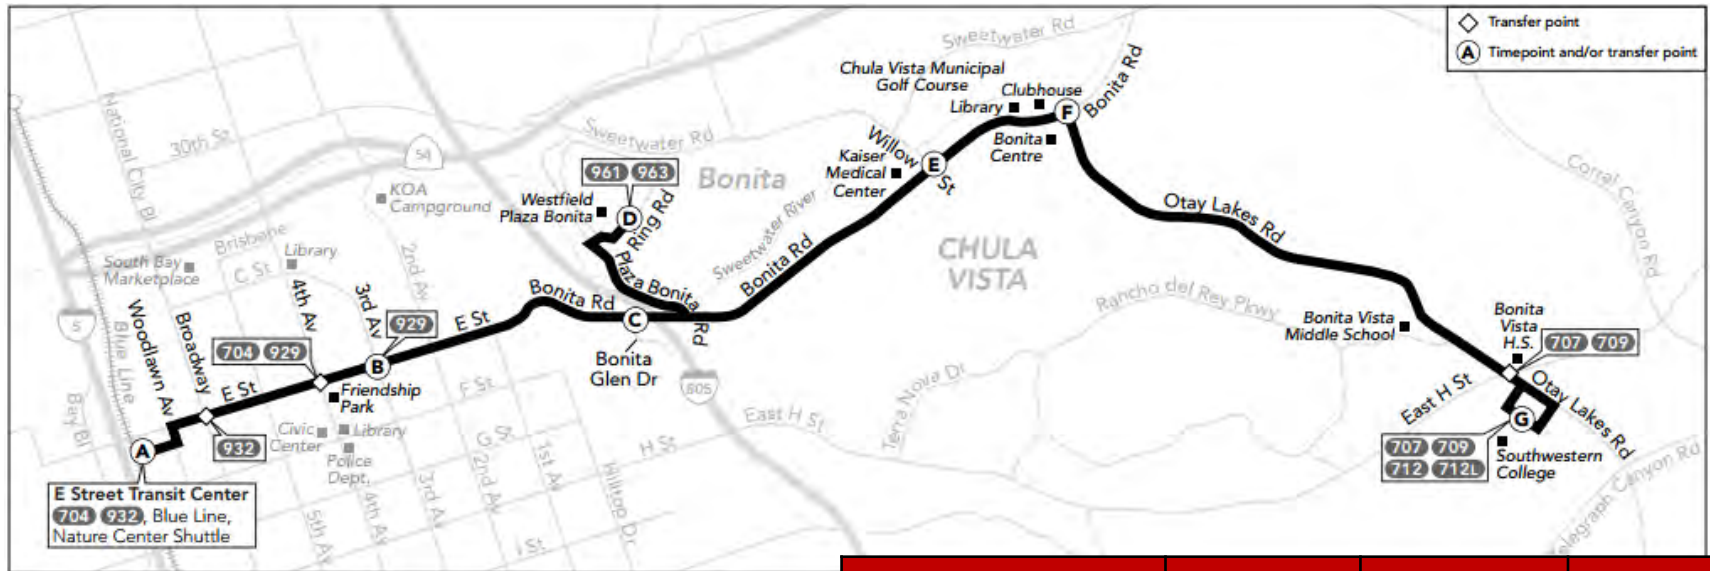 Transfer point
A Timepoint and/or transfer point
Sweetwater Rd
Bonita Rd
Chula Vista Municipal
Golf Course
Clubhouse
Library
F
Bonita
Centre
Willow
St
E
Kaiser
Medical
Center
National City Bl
30th St
54
Sweetwater Rd
961 963
Bonita
KOA
Campground
Westfield
Plaza Bonita
D
Ring Rd
Plaza Bonita
Rd
Sweetwater River
Bonita Rd
CHULA
VISTA
Otay Lakes Rd
Corral Canyon Rd
Brisbane
Library
South Bay
Marketplace
C St
2nd Av
5
Blue Line
Woodlawn Av
Broadway
4th Av
3rd Av
929
704 929
E St
Bonita Rd
C
Bonita
Glen Dr
805
B
E St
Friendship
Park
F St
Rancho del Rey Pkwy
Terra Nova Dr
Bonita Vista
Middle School
Bonita
Vista
H.S.
707 709
East H St
Otay Lakes Rd
G
707 709
712 712L
Southwestern
College
Telegraph Canyon Rd
Bay Bl
A
932
Civic
Center
Library
Police
Dept.
G St
H St
East H St
E Street Transit Center
704 932, Blue Line,
Nature Center Shuttle
5th Av
4th Av
3rd Av
2nd Av
1st Av
Hilltop Dr
I St